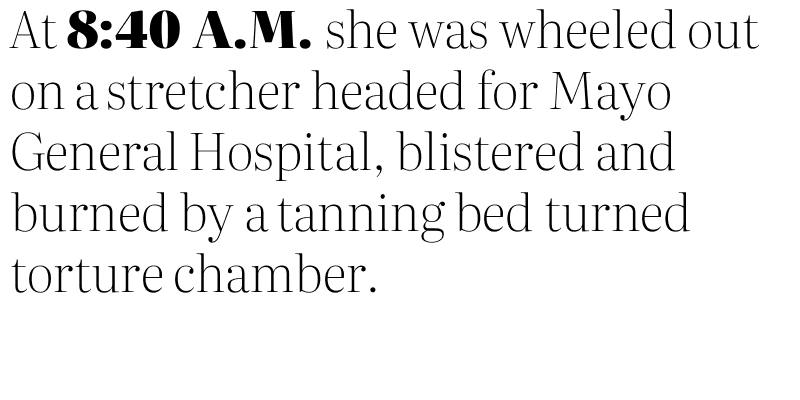 At 8:40 A.M. she was wheeled out
on a stretcher headed for Mayo
General Hospital, blistered and
burned by a tanning bed turned
torture chamber.